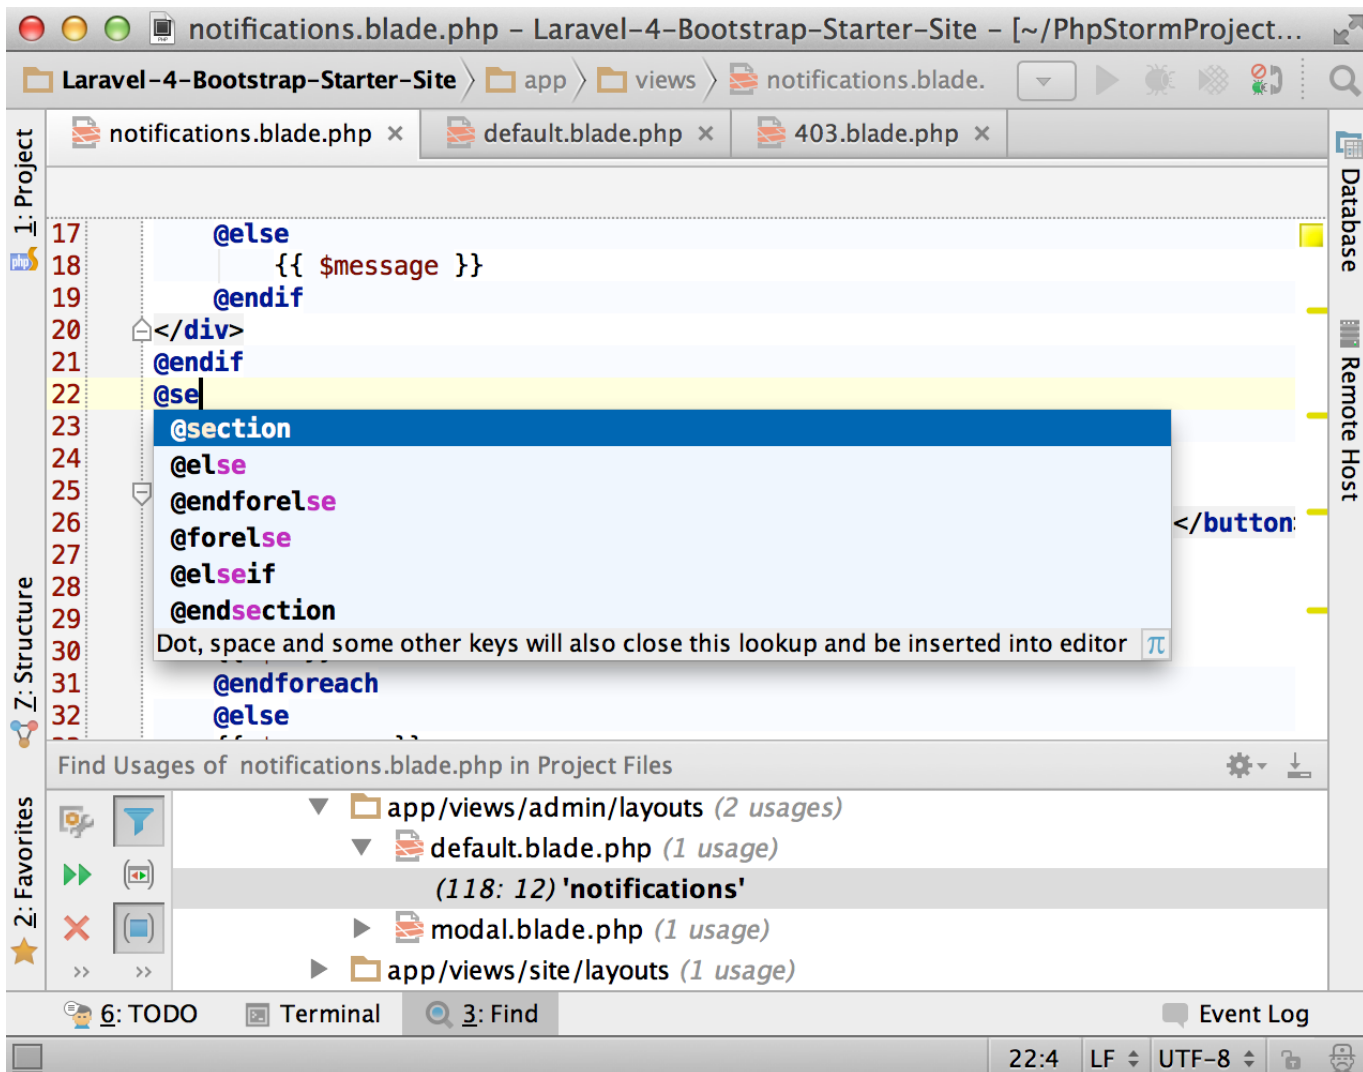 notifications.blade.php – Laravel-4-Bootstrap-Starter-Site – [~/PhpStormProject...
Laravel-4-Bootstrap-Starter-Site app views notifications.blade.
notifications.blade.php × default.blade.php × 403.blade.php ×
1: Project
Database
Remote Host
7: Structure
2: Favorites
17 @else
18 {{ $message }}
19 @endif
20 </div>
21 @endif
22 @se
23 @section
24 @else
25 @endforelse
26 @forelse </button>
27 @elseif
28
29 @endsection
30 Dot, space and some other keys will also close this lookup and be inserted into editor π
31 @endforeach
32 @else
Find Usages of notifications.blade.php in Project Files
app/views/admin/layouts (2 usages)
default.blade.php (1 usage)
(118: 12) 'notifications'
modal.blade.php (1 usage)
app/views/site/layouts (1 usage)
6: TODO Terminal 3: Find Event Log
22:4 LF UTF-8